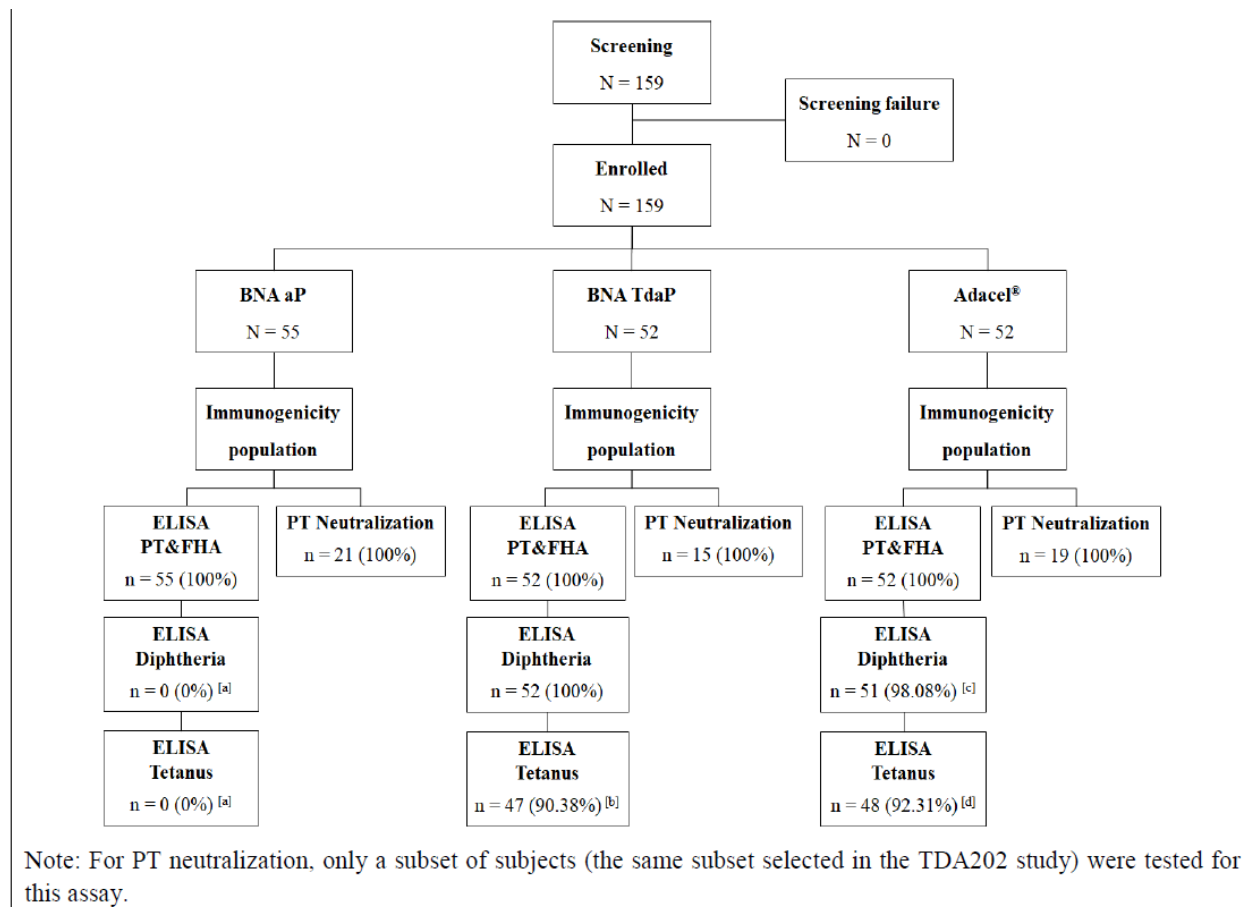 Screening
N = 159
Screening failure
N = 0
Enrolled
N = 159
BNA aP
N = 55
BNA TdaP
N = 52
Adacel®
N = 52
Immunogenicity
population
Immunogenicity
population
Immunogenicity
population
ELISA
PT&FHA
n = 55 (100%)
PT Neutralization
n = 21 (100%)
ELISA
PT&FHA
n = 52 (100%)
PT Neutralization
n = 15 (100%)
ELISA
PT&FHA
n = 52 (100%)
PT Neutralization
n = 19 (100%)
ELISA
Diphtheria
n = 0 (0%) [a]
ELISA
Diphtheria
n = 52 (100%)
ELISA
Diphtheria
n = 51 (98.08%) [c]
ELISA
Tetanus
n = 0 (0%) [a]
ELISA
Tetanus
n = 47 (90.38%) [b]
ELISA
Tetanus
n = 48 (92.31%) [d]
Note: For PT neutralization, only a subset of subjects (the same subset selected in the TDA202 study) were tested for
this assay.